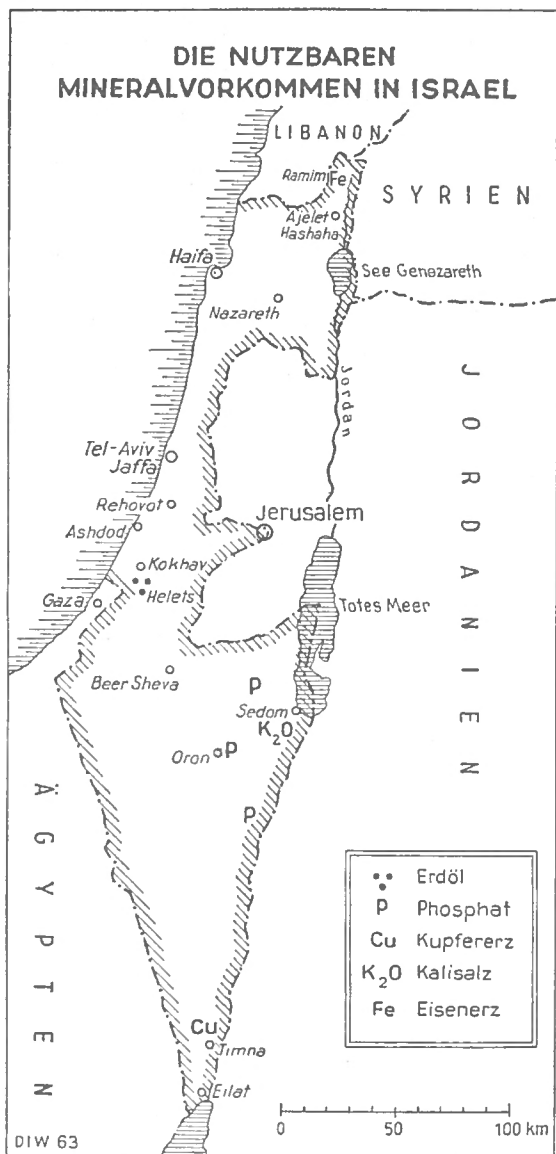 DIE NUTZBAREN
MINERALVORKOMMEN IN ISRAEL
LIBANON
Ramim
Fe
SYRIEN
Ajelet
Hashaha
Haifa
See Genezareth
Nazareth
Jordan
JORDANIEN
Tel-Aviv
Jaffa
Rehovot
Jerusalem
Ashdod
Kokhav
Helets
Gaza
Totes Meer
Beer Sheva
P
Sedom
K₂O
Oron
P
P
ÄGYPTEN
Erdöl
P Phosphat
Cu Kupfererz
K₂O Kalisalz
Fe Eisenerz
Cu
Timna
Eilat
0 50 100 km
DIW 63